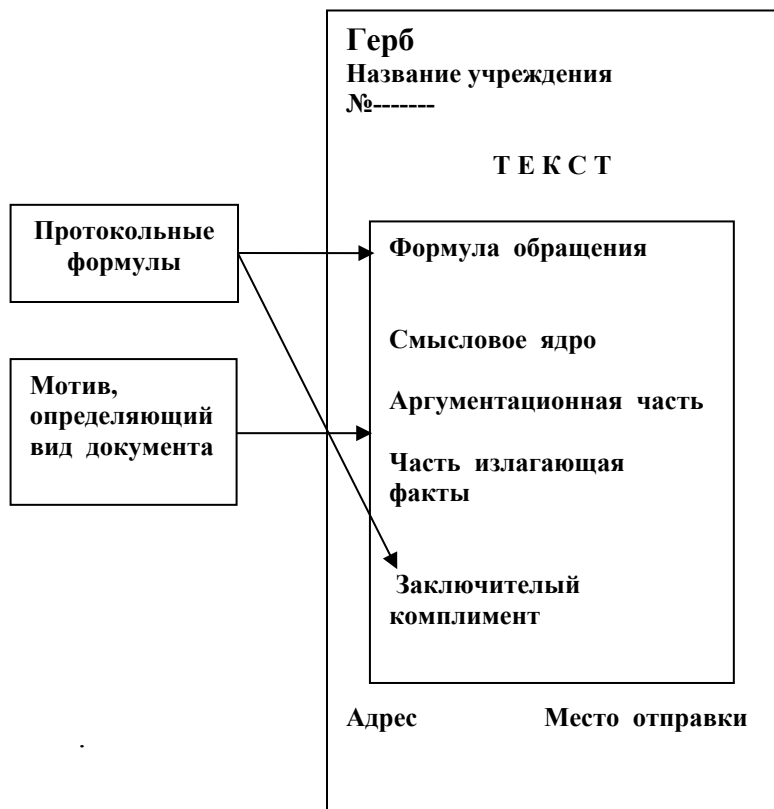 Герб
Название учреждения
№-------
Т Е К С Т
Протокольные
формулы
Формула обращения
Смысловое ядро
Мотив,
определяющий
вид документа
Аргументационная часть
Часть излагающая
факты
Заключителый
комплимент
Адрес Место отправки